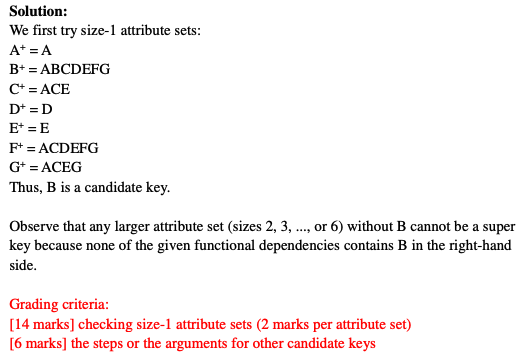 Solution:
We first try size-1 attribute sets:
A⁺ = A
B⁺ = ABCDEFG
C⁺ = ACE
D⁺ = D
E⁺ = E
F⁺ = ACDEFG
G⁺ = ACEG
Thus, B is a candidate key.
Observe that any larger attribute set (sizes 2, 3, ..., or 6) without B cannot be a super
key because none of the given functional dependencies contains B in the right-hand
side.
Grading criteria:
[14 marks] checking size-1 attribute sets (2 marks per attribute set)
[6 marks] the steps or the arguments for other candidate keys